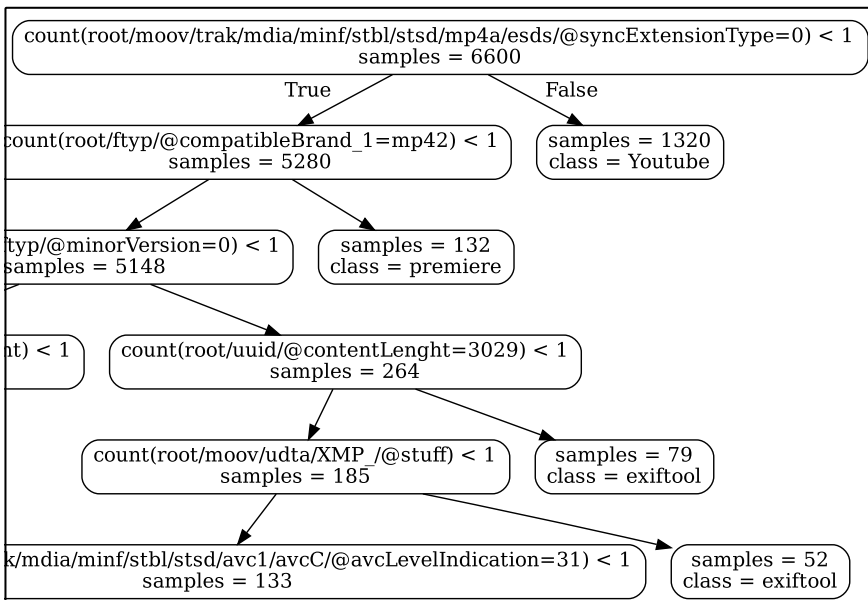 count(root/moov/trak/mdia/minf/stbl/stsd/mp4a/esds/@syncExtensionType=0) < 1
samples = 6600
True
False
count(root/ftyp/@compatibleBrand_1=mp42) < 1
samples = 5280
samples = 1320
class = Youtube
ftyp/@minorVersion=0) < 1
samples = 5148
samples = 132
class = premiere
nt) < 1
count(root/uuid/@contentLenght=3029) < 1
samples = 264
count(root/moov/udta/XMP_/@stuff) < 1
samples = 185
samples = 79
class = exiftool
k/mdia/minf/stbl/stsd/avc1/avcC/@avcLevelIndication=31) < 1
samples = 133
samples = 52
class = exiftool